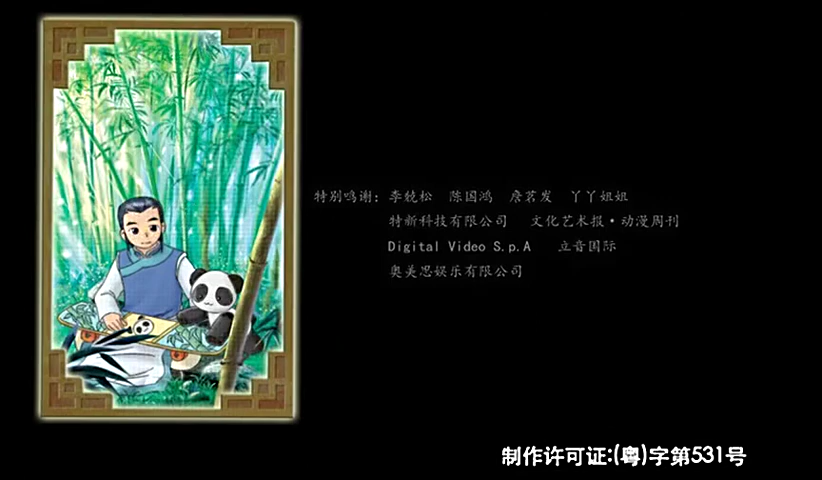 特别鸣谢：李兢松 陈国鸿 詹茗发 丫丫姐姐
特新科技有限公司 文化艺术报·动漫周刊
Digital Video S.p.A 立音国际
奥美思娱乐有限公司
制作许可证:(粤)字第531号